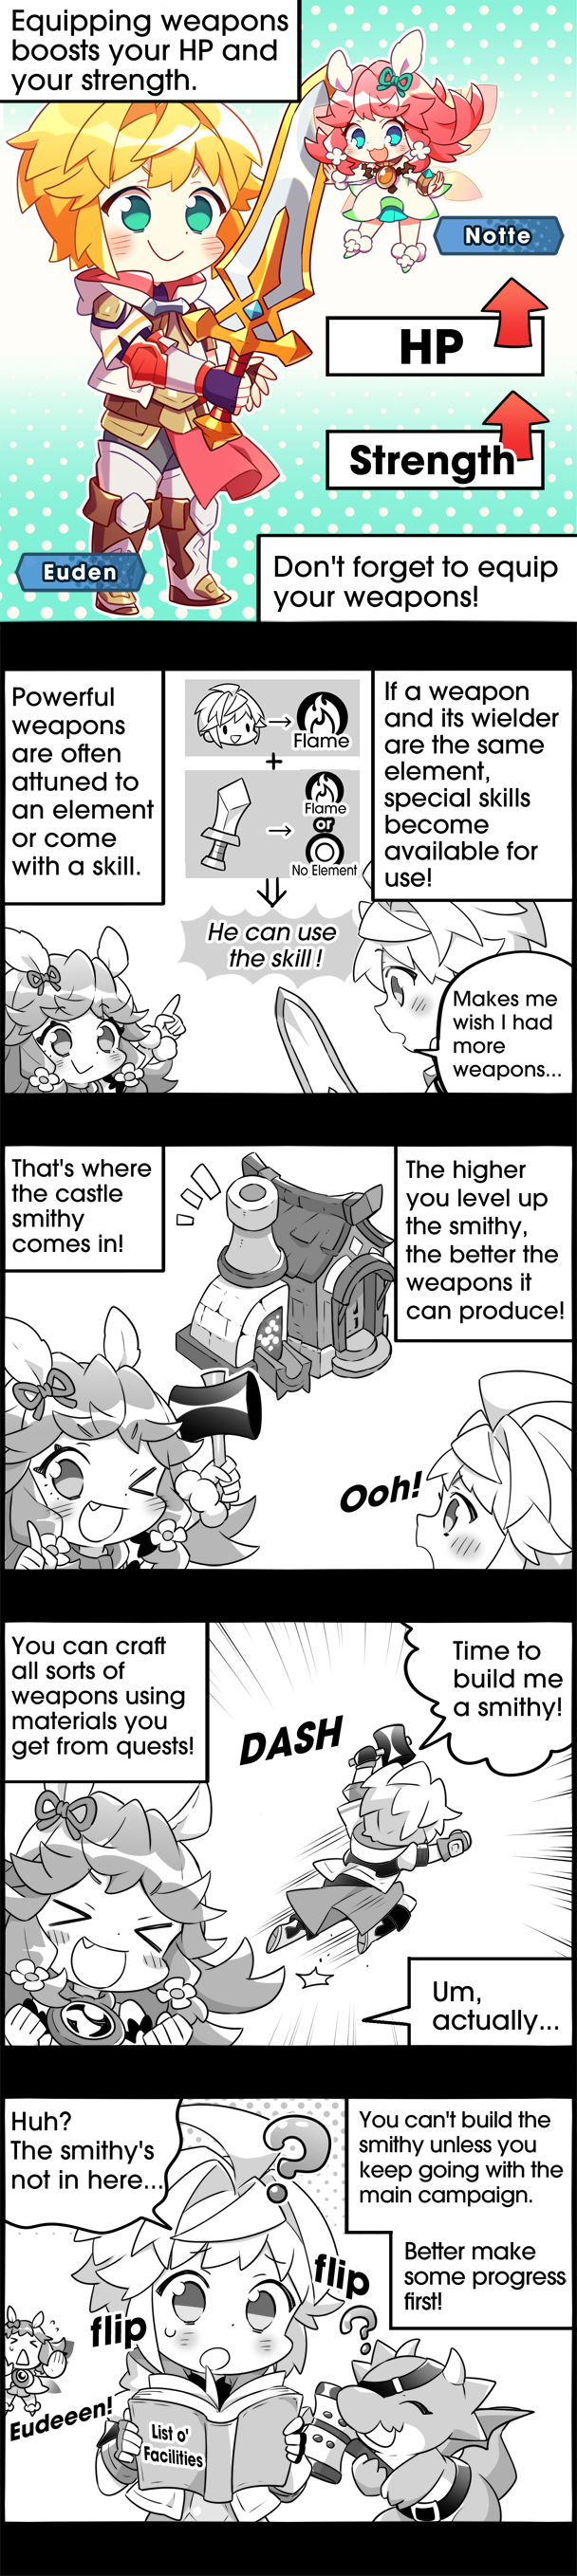 Equipping weapons
boosts your HP and
your strength.
Notte
HP
Strength
Euden
Don't forget to equip
your weapons!
Powerful
weapons
are often
attuned to
an element
or come
with a skill.
Flame
+
Flame
or
No Element
He can use
the skill!
If a weapon
and its wielder
are the same
element,
special skills
become
available for
use!
Makes me
wish I had
more
weapons...
That's where
the castle
smithy
comes in!
The higher
you level up
the smithy,
the better the
weapons it
can produce!
Ooh!
You can craft
all sorts of
weapons using
materials you
get from quests!
DASH
Time to
build me
a smithy!
Um,
actually...
Huh?
The smithy's
not in here...
?
You can't build the
smithy unless you
keep going with the
main campaign.
Better make
some progress
first!
flip
flip
?
Eudeeen!
List o'
Facilities